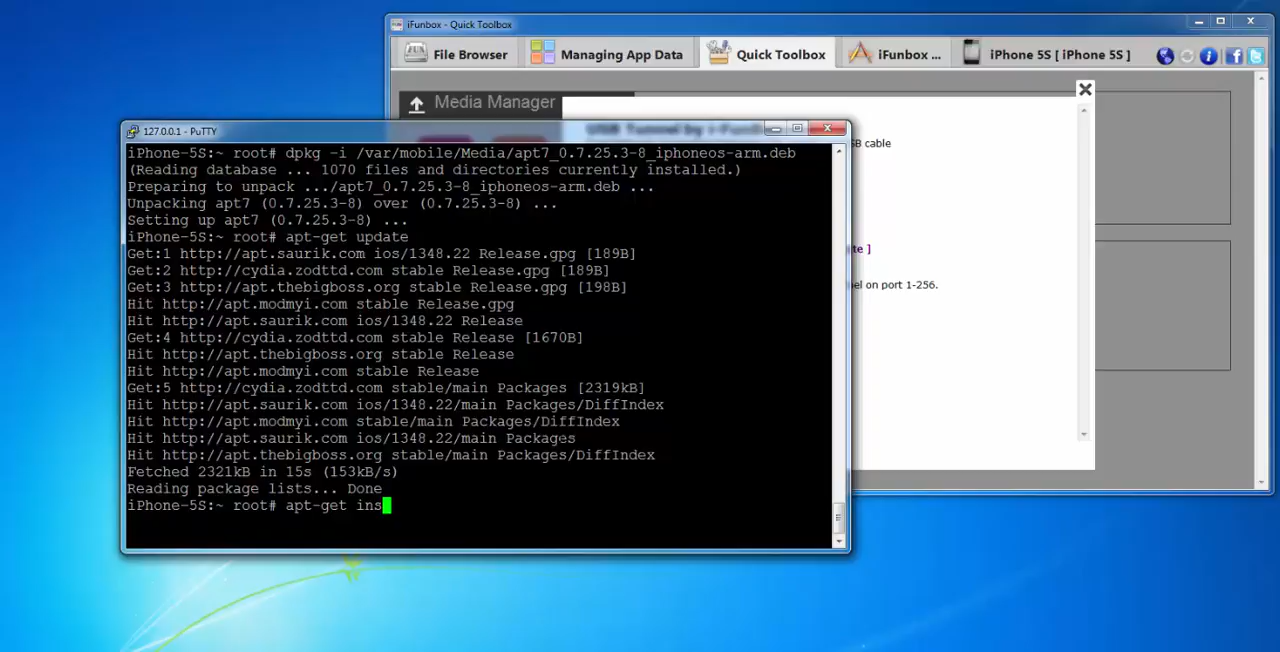 iFunbox - Quick Toolbox
File Browser
Managing App Data
Quick Toolbox
iFunbox ...
iPhone 5S [ iPhone 5S ]
Media Manager
USB Tunnel by i-Fun
B cable
te ]
nel on port 1-256.
127.0.0.1 - PuTTY
iPhone-5S:~ root# dpkg -i /var/mobile/Media/apt7_0.7.25.3-8_iphoneos-arm.deb
(Reading database ... 1070 files and directories currently installed.)
Preparing to unpack .../apt7_0.7.25.3-8_iphoneos-arm.deb ...
Unpacking apt7 (0.7.25.3-8) over (0.7.25.3-8) ...
Setting up apt7 (0.7.25.3-8) ...
iPhone-5S:~ root# apt-get update
Get:1 http://apt.saurik.com ios/1348.22 Release.gpg [189B]
Get:2 http://cydia.zodttd.com stable Release.gpg [189B]
Get:3 http://apt.thebigboss.org stable Release.gpg [198B]
Hit http://apt.modmyi.com stable Release.gpg
Hit http://apt.saurik.com ios/1348.22 Release
Get:4 http://cydia.zodttd.com stable Release [1670B]
Hit http://apt.thebigboss.org stable Release
Hit http://apt.modmyi.com stable Release
Get:5 http://cydia.zodttd.com stable/main Packages [2319kB]
Hit http://apt.saurik.com ios/1348.22/main Packages/DiffIndex
Hit http://apt.modmyi.com stable/main Packages/DiffIndex
Hit http://apt.saurik.com ios/1348.22/main Packages
Hit http://apt.thebigboss.org stable/main Packages/DiffIndex
Fetched 2321kB in 15s (153kB/s)
Reading package lists... Done
iPhone-5S:~ root# apt-get ins